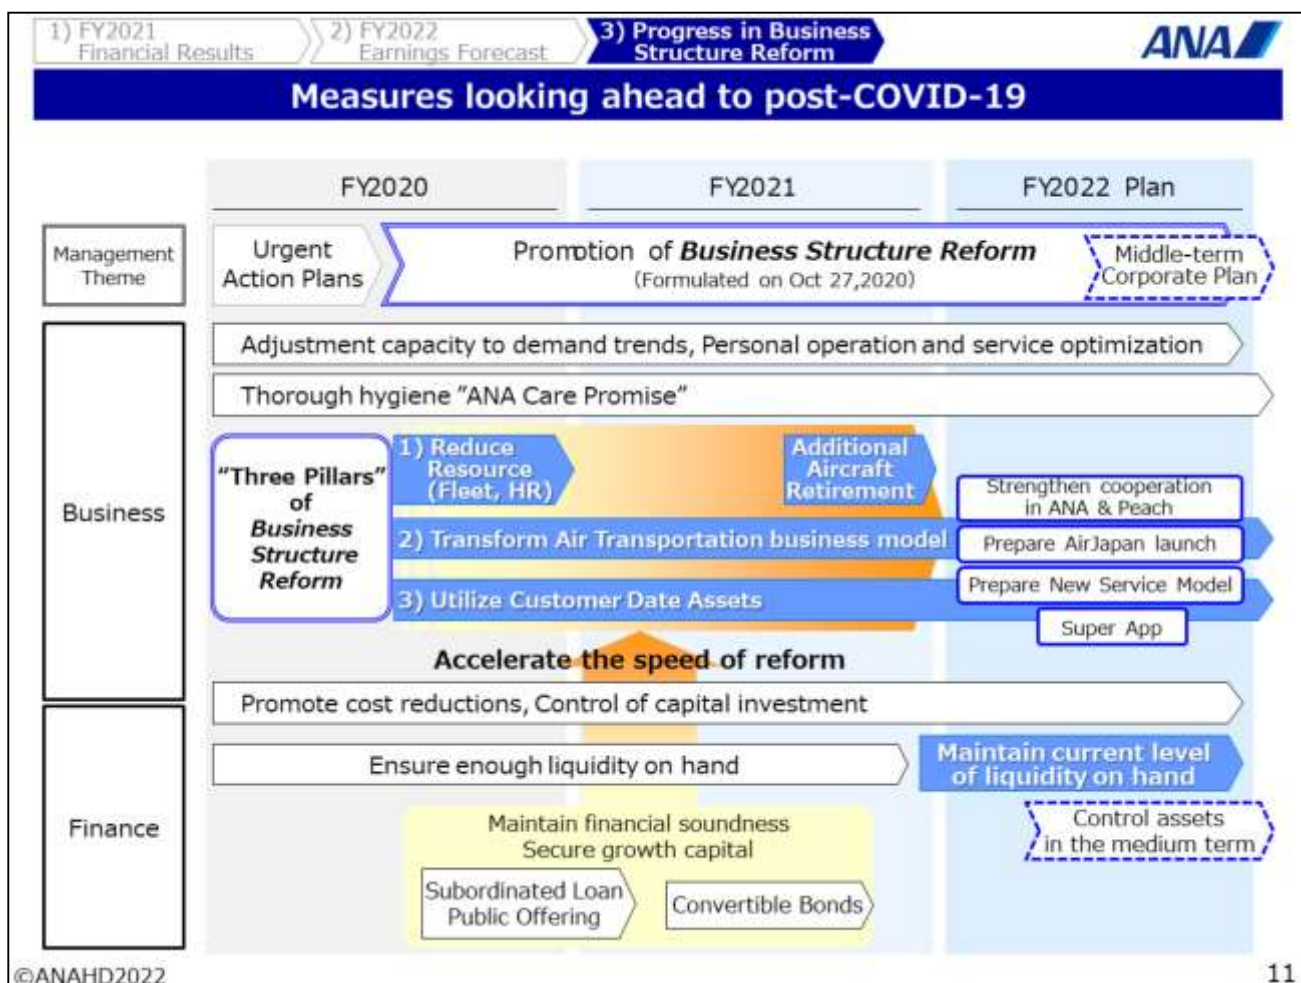 1) FY2021
Financial Results
2) FY2022
Earnings Forecast
3) Progress in Business
Structure Reform
ANA
Measures looking ahead to post-COVID-19
FY2020
FY2021
FY2022 Plan
Management
Theme
Urgent
Action Plans
Promotion of Business Structure Reform
(Formulated on Oct 27,2020)
Middle-term
Corporate Plan
Business
Adjustment capacity to demand trends, Personal operation and service optimization
Thorough hygiene "ANA Care Promise"
"Three Pillars"
of
Business
Structure
Reform
1) Reduce
Resource
(Fleet, HR)
Additional
Aircraft
Retirement
2) Transform Air Transportation business model
3) Utilize Customer Date Assets
Strengthen cooperation
in ANA & Peach
Prepare AirJapan launch
Prepare New Service Model
Super App
Accelerate the speed of reform
Finance
Promote cost reductions, Control of capital investment
Ensure enough liquidity on hand
Maintain current level
of liquidity on hand
Maintain financial soundness
Secure growth capital
Control assets
in the medium term
Subordinated Loan
Public Offering
Convertible Bonds
©ANAHD2022
11